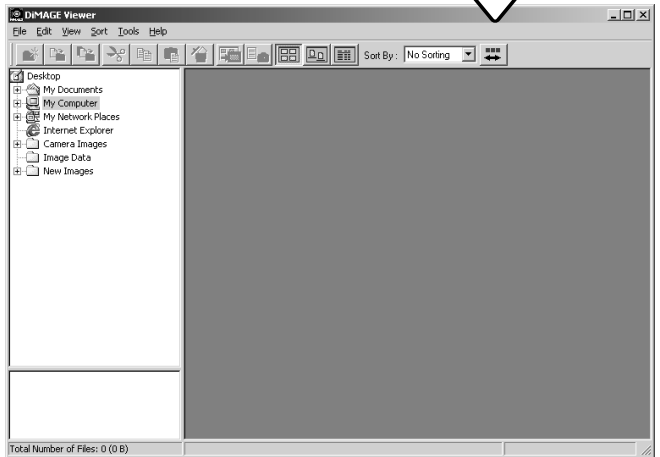 DiMAGE Viewer
File Edit View Sort Tools Help
Sort By : No Sorting
Desktop
My Documents
My Computer
My Network Places
Internet Explorer
Camera Images
Image Data
New Images
Total Number of Files: 0 (0 B)